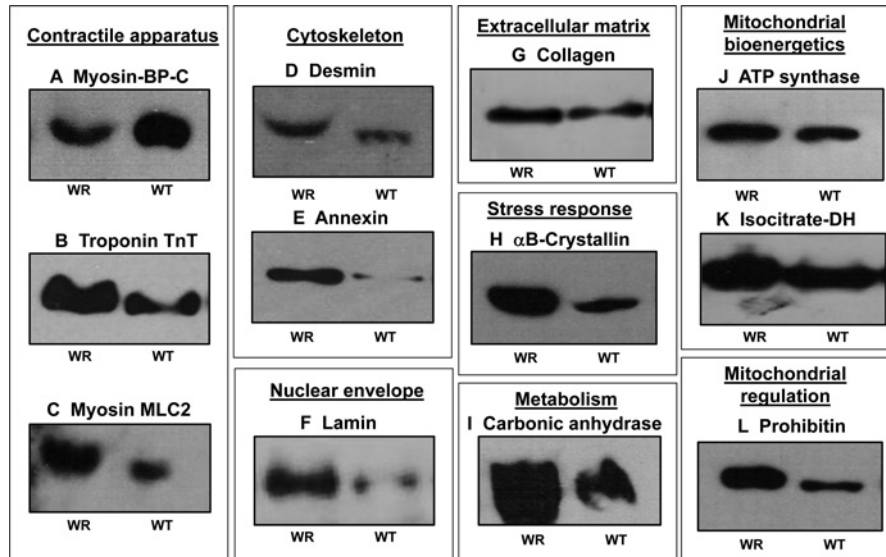 Contractile apparatus
A Myosin-BP-C
WR WT
B Troponin TnT
WR WT
C Myosin MLC2
WR WT
Cytoskeleton
D Desmin
WR WT
E Annexin
WR WT
Nuclear envelope
F Lamin
WR WT
Extracellular matrix
G Collagen
WR WT
Stress response
H αB-Crystallin
WR WT
Metabolism
I Carbonic anhydrase
WR WT
Mitochondrial
bioenergetics
J ATP synthase
WR WT
K Isocitrate-DH
WR WT
Mitochondrial
regulation
L Prohibitin
WR WT